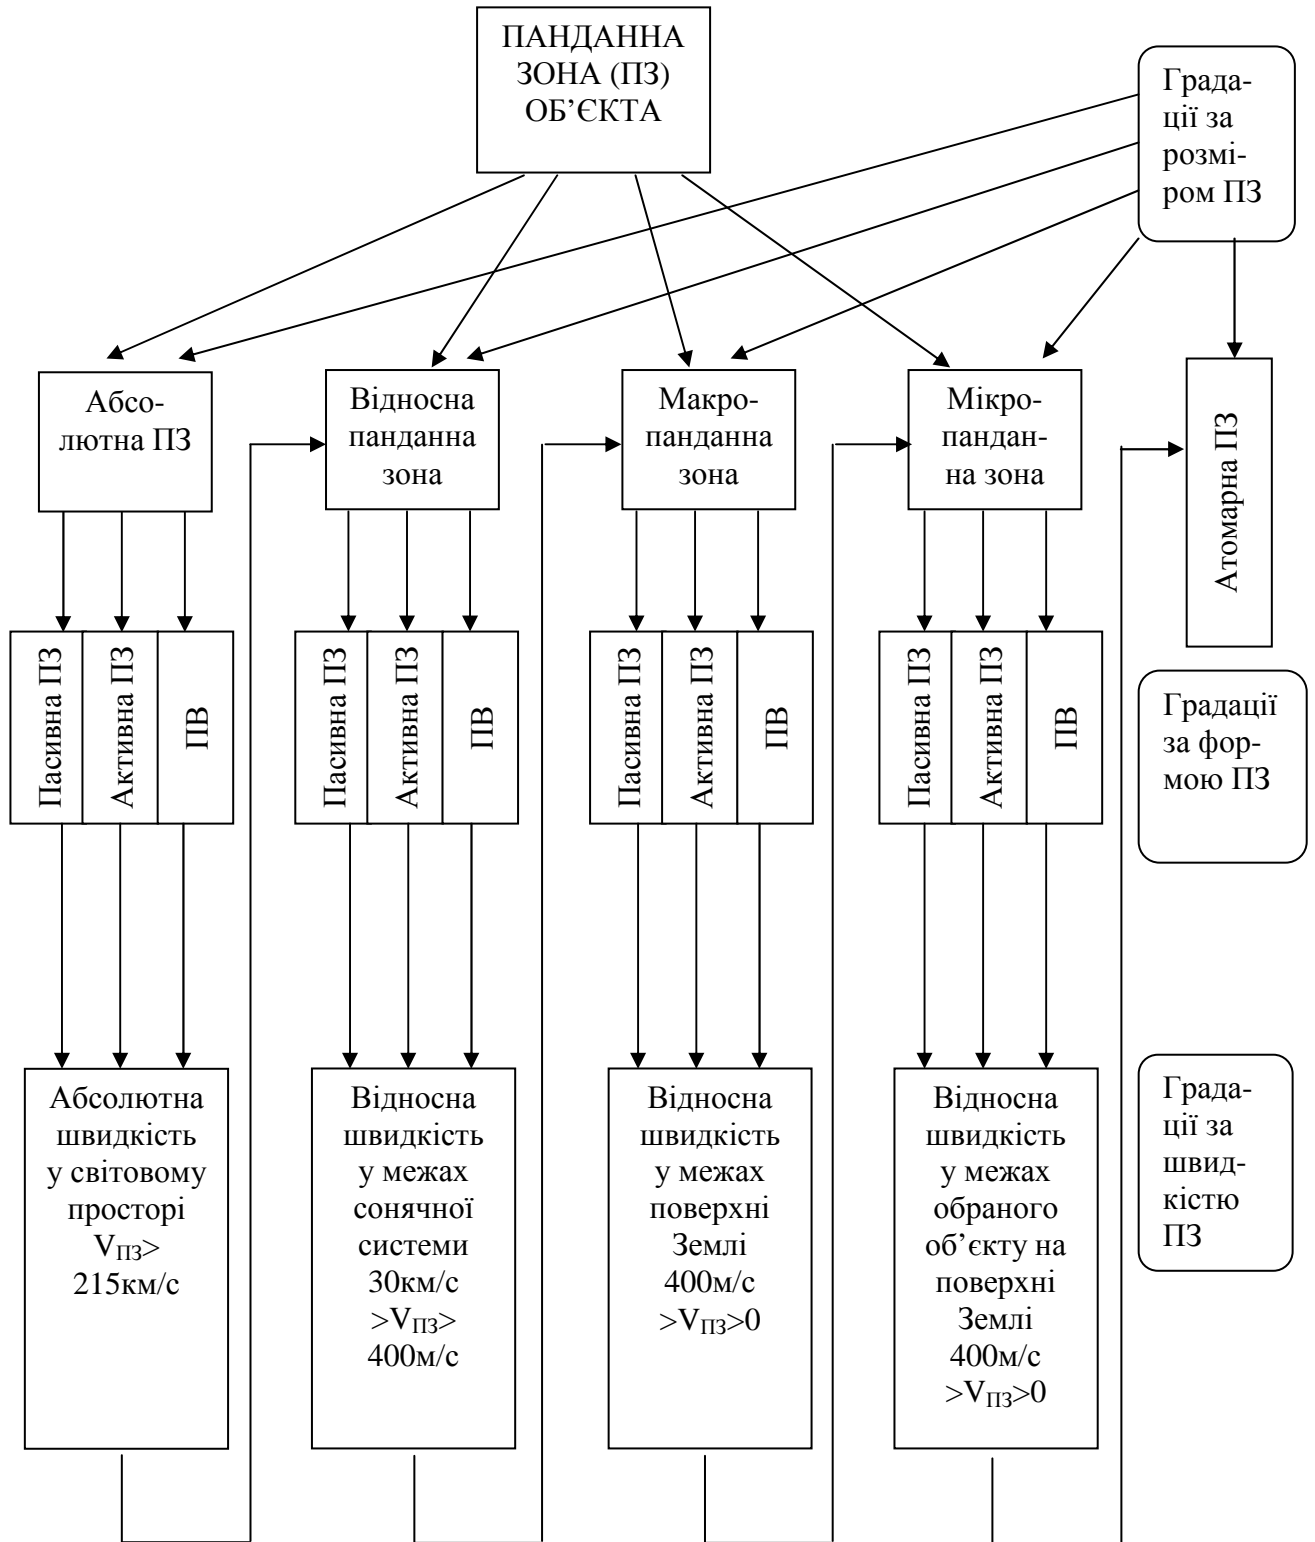 ПАНДАННА
ЗОНА (ПЗ)
ОБ’ЄКТА
Града-
ції за
розмі-
ром ПЗ
Абсо-
лютна ПЗ
Відносна
панданна
зона
Макро-
панданна
зона
Мікро-
пандан-
на зона
Атомарна ПЗ
Пасивна ПЗ
Активна ПЗ
ПВ
Пасивна ПЗ
Активна ПЗ
ПВ
Пасивна ПЗ
Активна ПЗ
ПВ
Пасивна ПЗ
Активна ПЗ
ПВ
Градації
за фор-
мою ПЗ
Абсолютна
швидкість
у світовому
просторі
VПЗ>
215км/с
Відносна
швидкість
у межах
сонячної
системи
30км/с
>VПЗ>
400м/с
Відносна
швидкість
у межах
поверхні
Землі
400м/с
>VПЗ>0
Відносна
швидкість
у межах
обраного
об’єкту на
поверхні
Землі
400м/с
>VПЗ>0
Града-
ції за
швид-
кістю
ПЗ